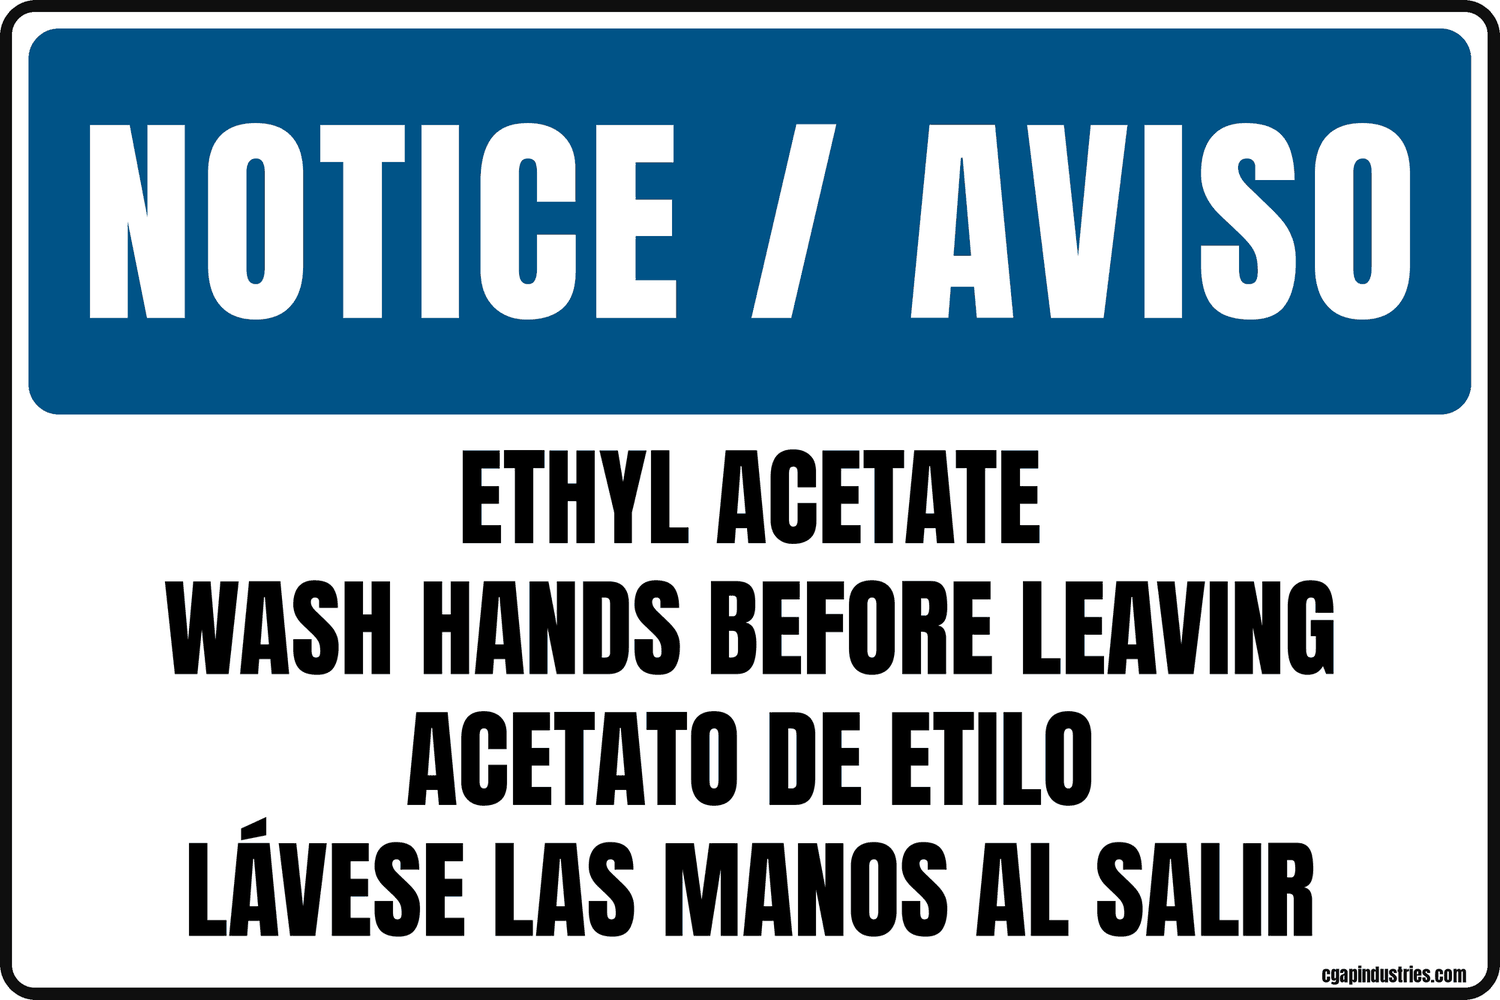 NOTICE / AVISO
ETHYL ACETATE
WASH HANDS BEFORE LEAVING
ACETATO DE ETILO
LÁVESE LAS MANOS AL SALIR
cgapindustries.com